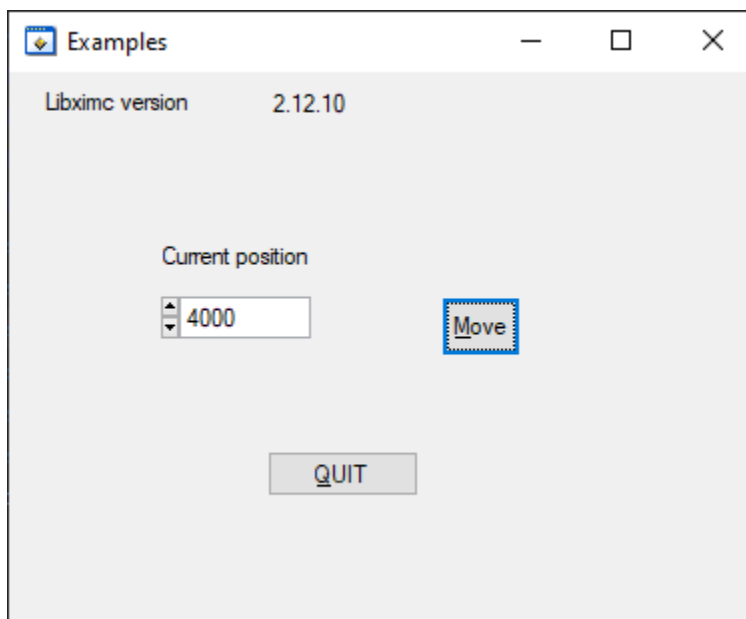 Examples
Libximc version 2.12.10
Current position
4000 Move
QUIT